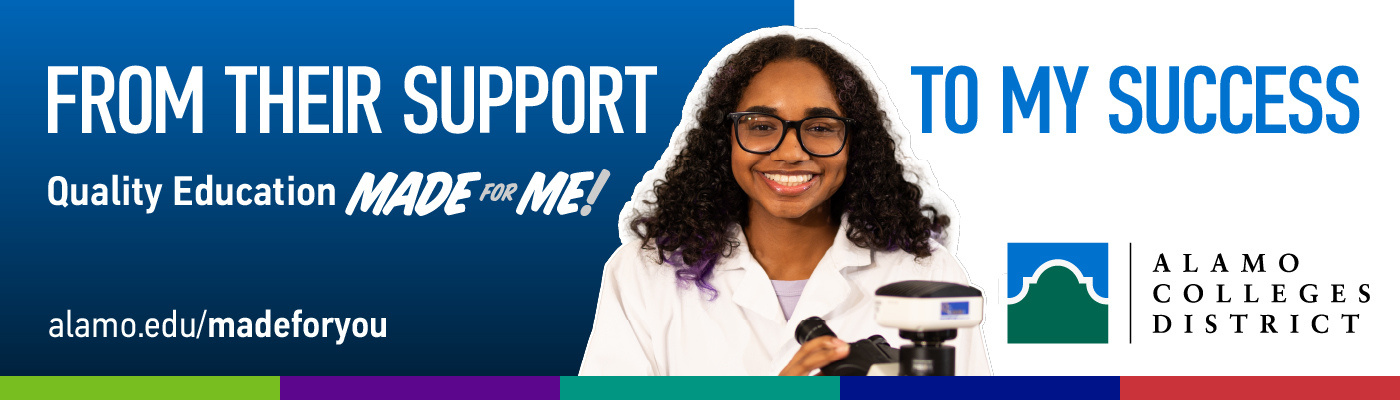 FROM THEIR SUPPORT TO MY SUCCESS
Quality Education MADE FOR ME!
alamo.edu/madeforyou
ALAMO
COLLEGES
DISTRICT